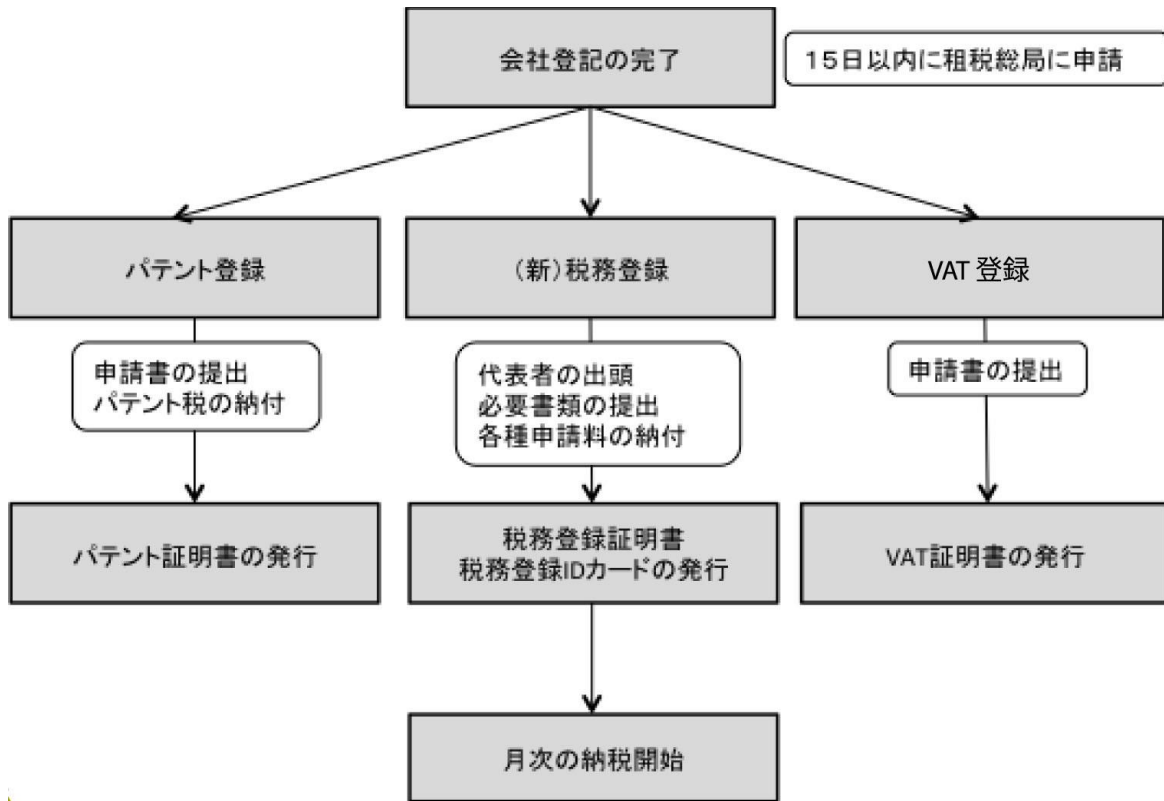 会社登記の完了
15日以内に租税総局に申請
パテント登録
（新）税務登録
VAT 登録
申請書の提出
パテント税の納付
代表者の出頭
必要書類の提出
各種申請料の納付
申請書の提出
パテント証明書の発行
税務登録証明書
税務登録IDカードの発行
VAT証明書の発行
月次の納税開始